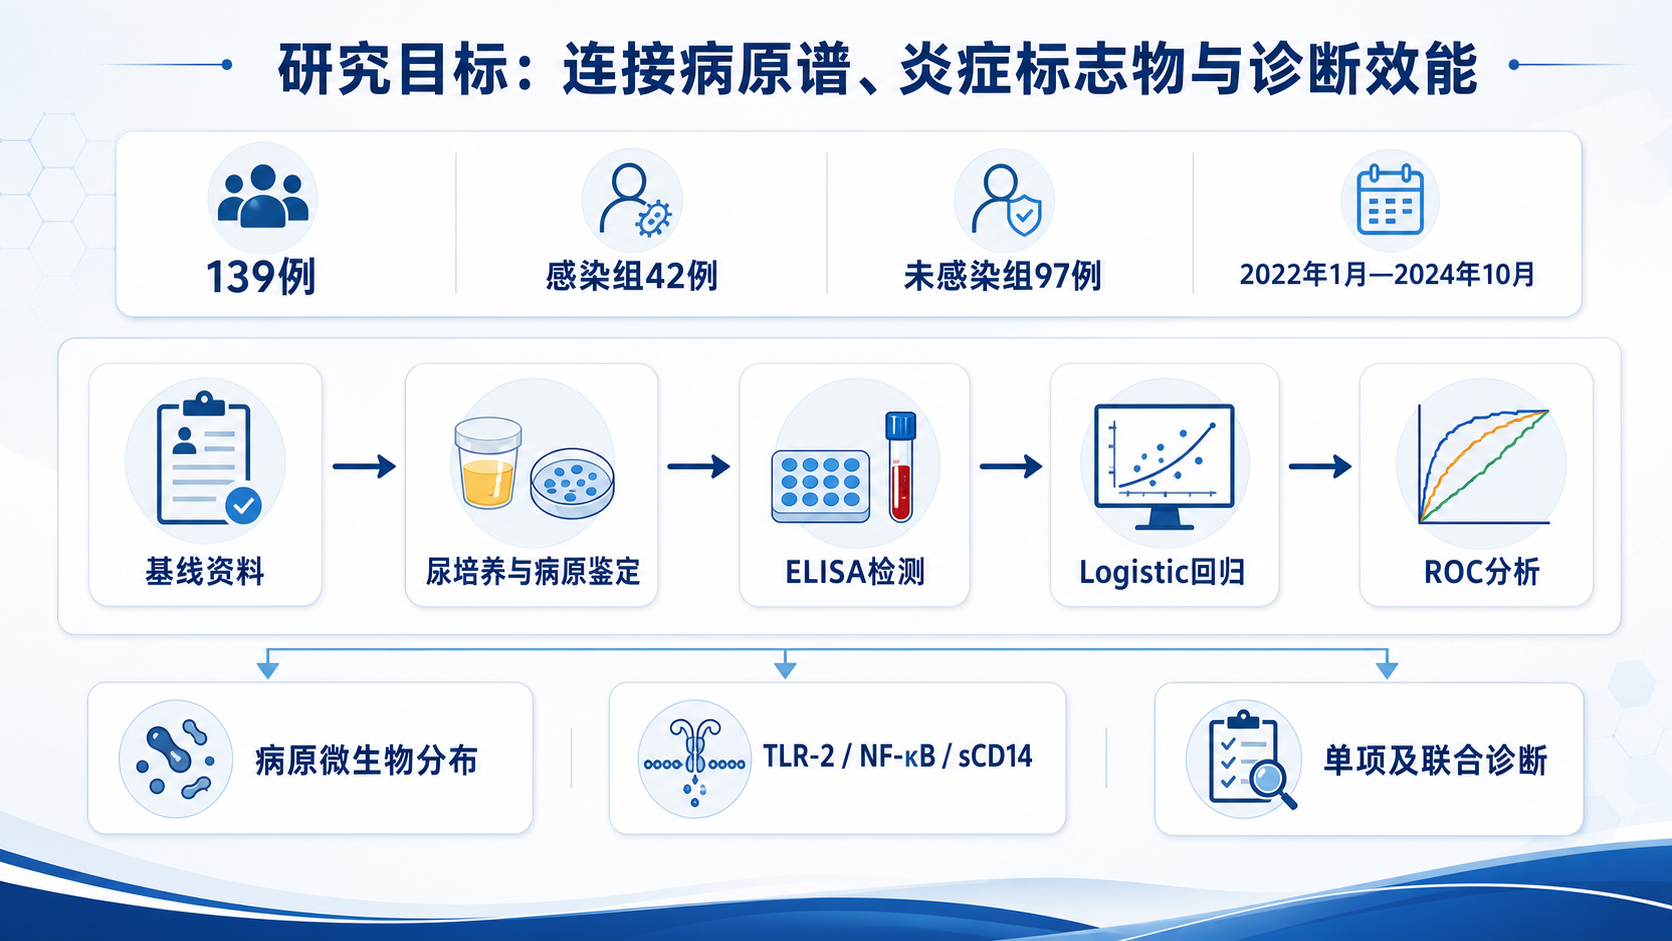 研究目标：连接病原谱、炎症标志物与诊断效能
139例
感染组42例
未感染组97例
2022年1月—2024年10月
基线资料
尿培养与病原鉴定
ELISA检测
Logistic回归
ROC分析
病原微生物分布
TLR-2 / NF-κB / sCD14
单项及联合诊断